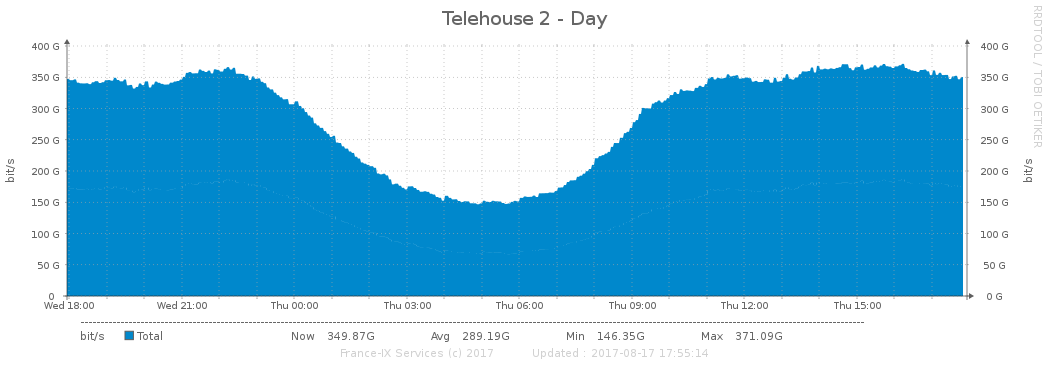 Telehouse 2 - Day
RRDTOOL / TOBI OETIKER
bit/s
400 G 400 G
350 G 350 G
300 G 300 G
250 G 250 G
200 G 200 G
150 G 150 G
100 G 100 G
50 G 50 G
0 0 G
bit/s
Wed 18:00 Wed 21:00 Thu 00:00 Thu 03:00 Thu 06:00 Thu 09:00 Thu 12:00 Thu 15:00
bit/s Total Now 349.87G Avg 289.19G Min 146.35G Max 371.09G
France-IX Services (c) 2017 Updated : 2017-08-17 17:55:14